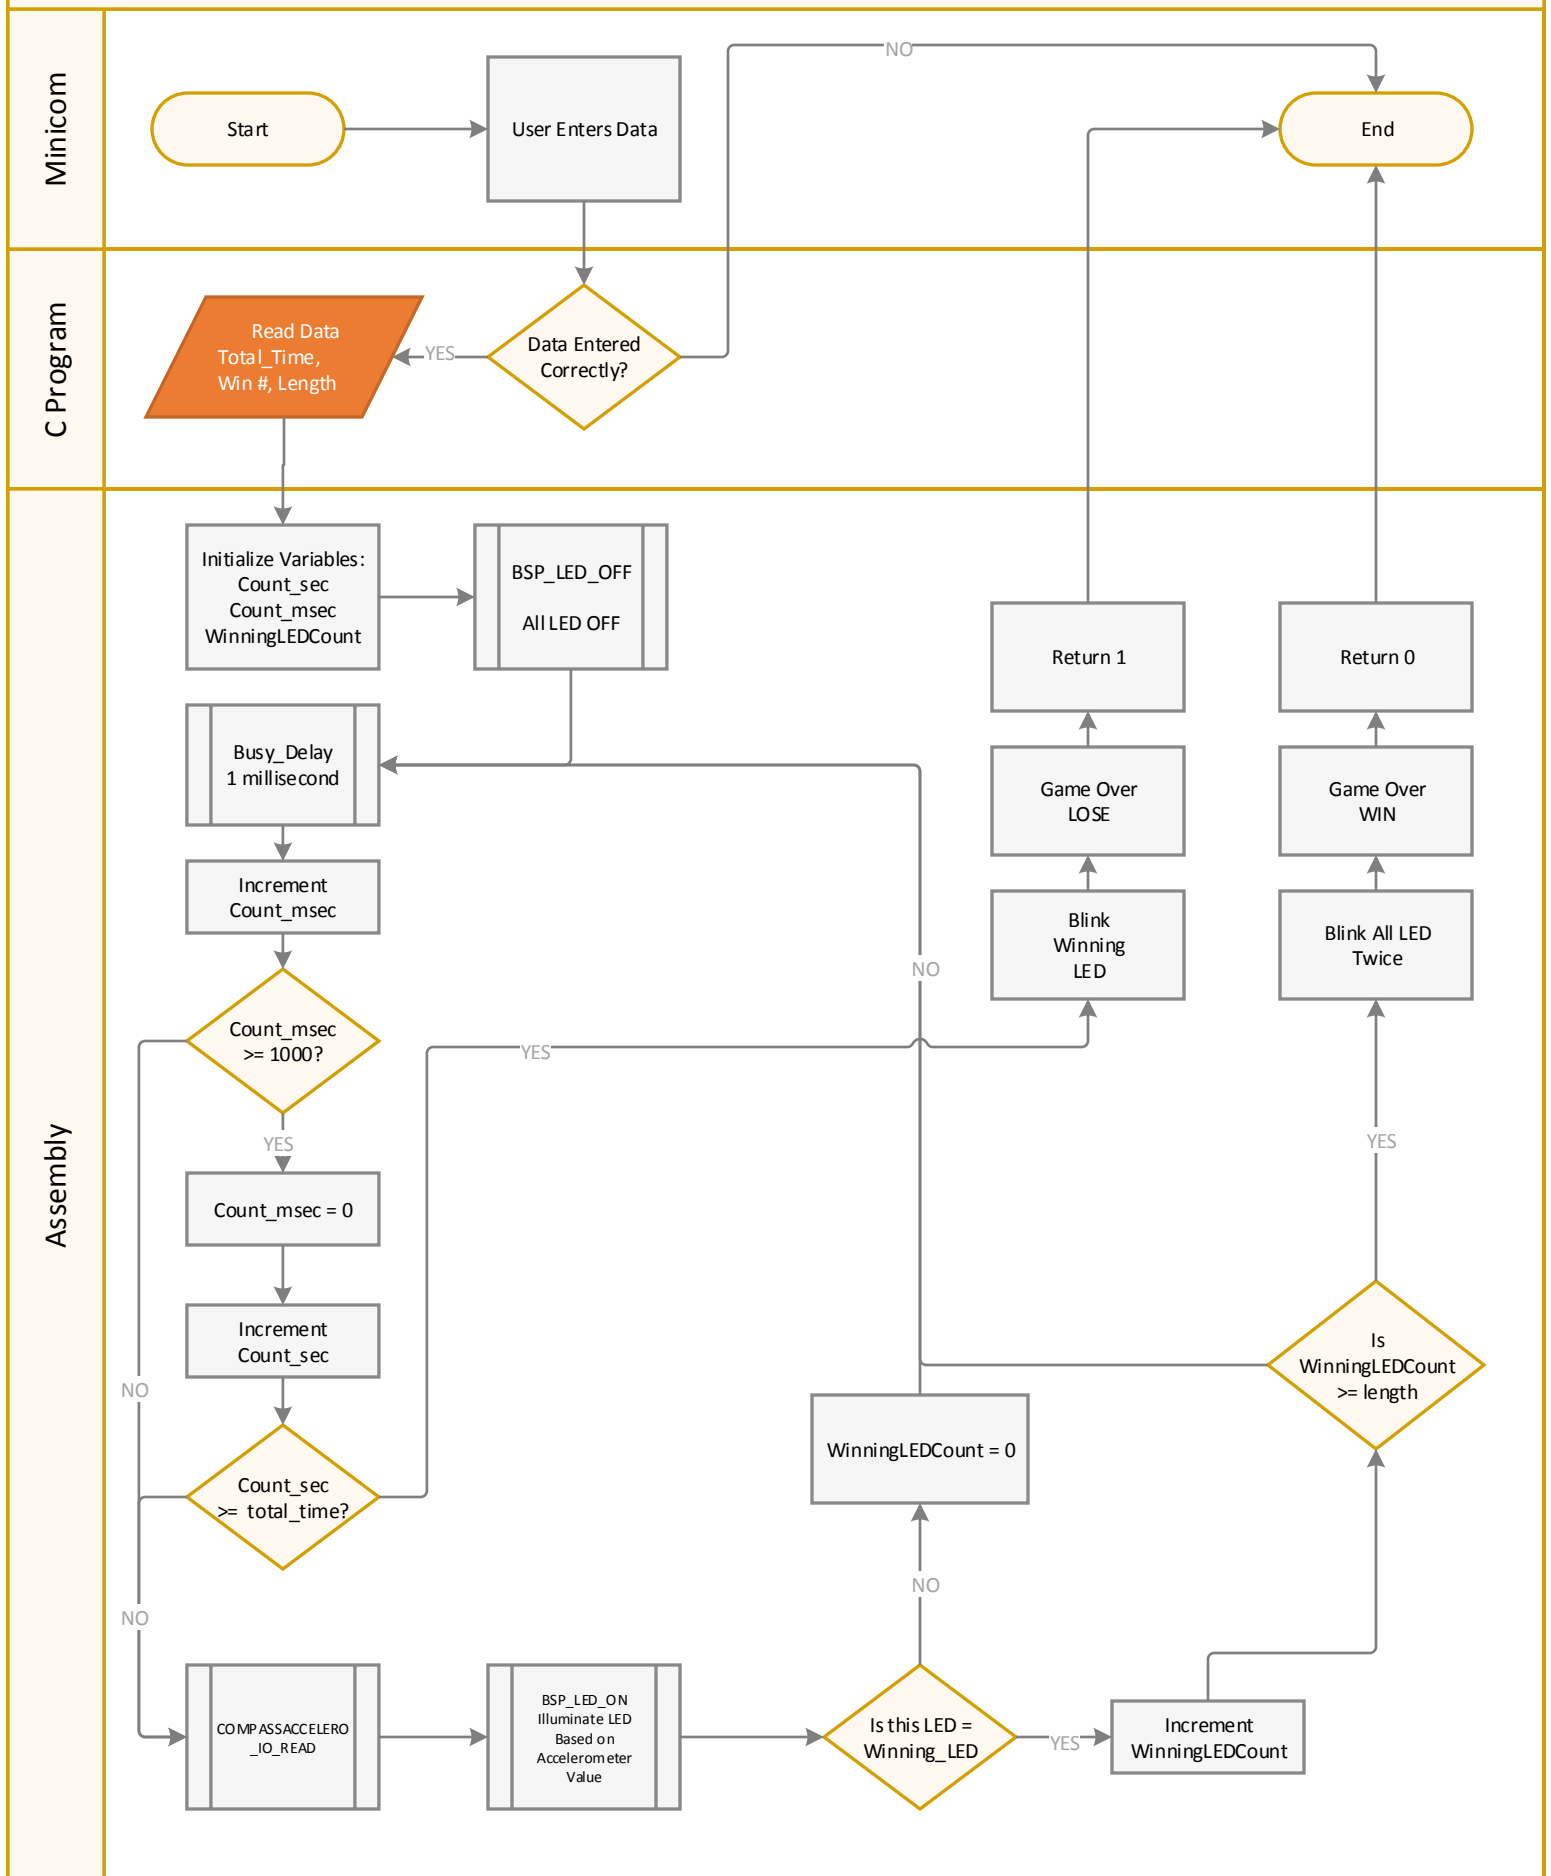 Minicom
Start
User Enters Data
NO
End
C Program
Read Data
Total_Time,
Win #, Length
YES
Data Entered
Correctly?
Assembly
Initialize Variables:
Count_sec
Count_msec
WinningLEDCount
BSP_LED_OFF
All LED OFF
Busy_Delay
1 millisecond
Increment
Count_msec
Count_msec
>= 1000?
YES
Count_msec = 0
Increment
Count_sec
NO
Count_sec
>= total_time?
YES
NO
COMPASSACCELERO
_IO_READ
BSP_LED_ON
Illuminate LED
Based on
Accelerometer
Value
Is this LED =
Winning_LED
NO
WinningLEDCount = 0
NO
YES
Increment
WinningLEDCount
Is
WinningLEDCount
>= length
YES
Blink
Winning
LED
Game Over
LOSE
Return 1
Blink All LED
Twice
Game Over
WIN
Return 0